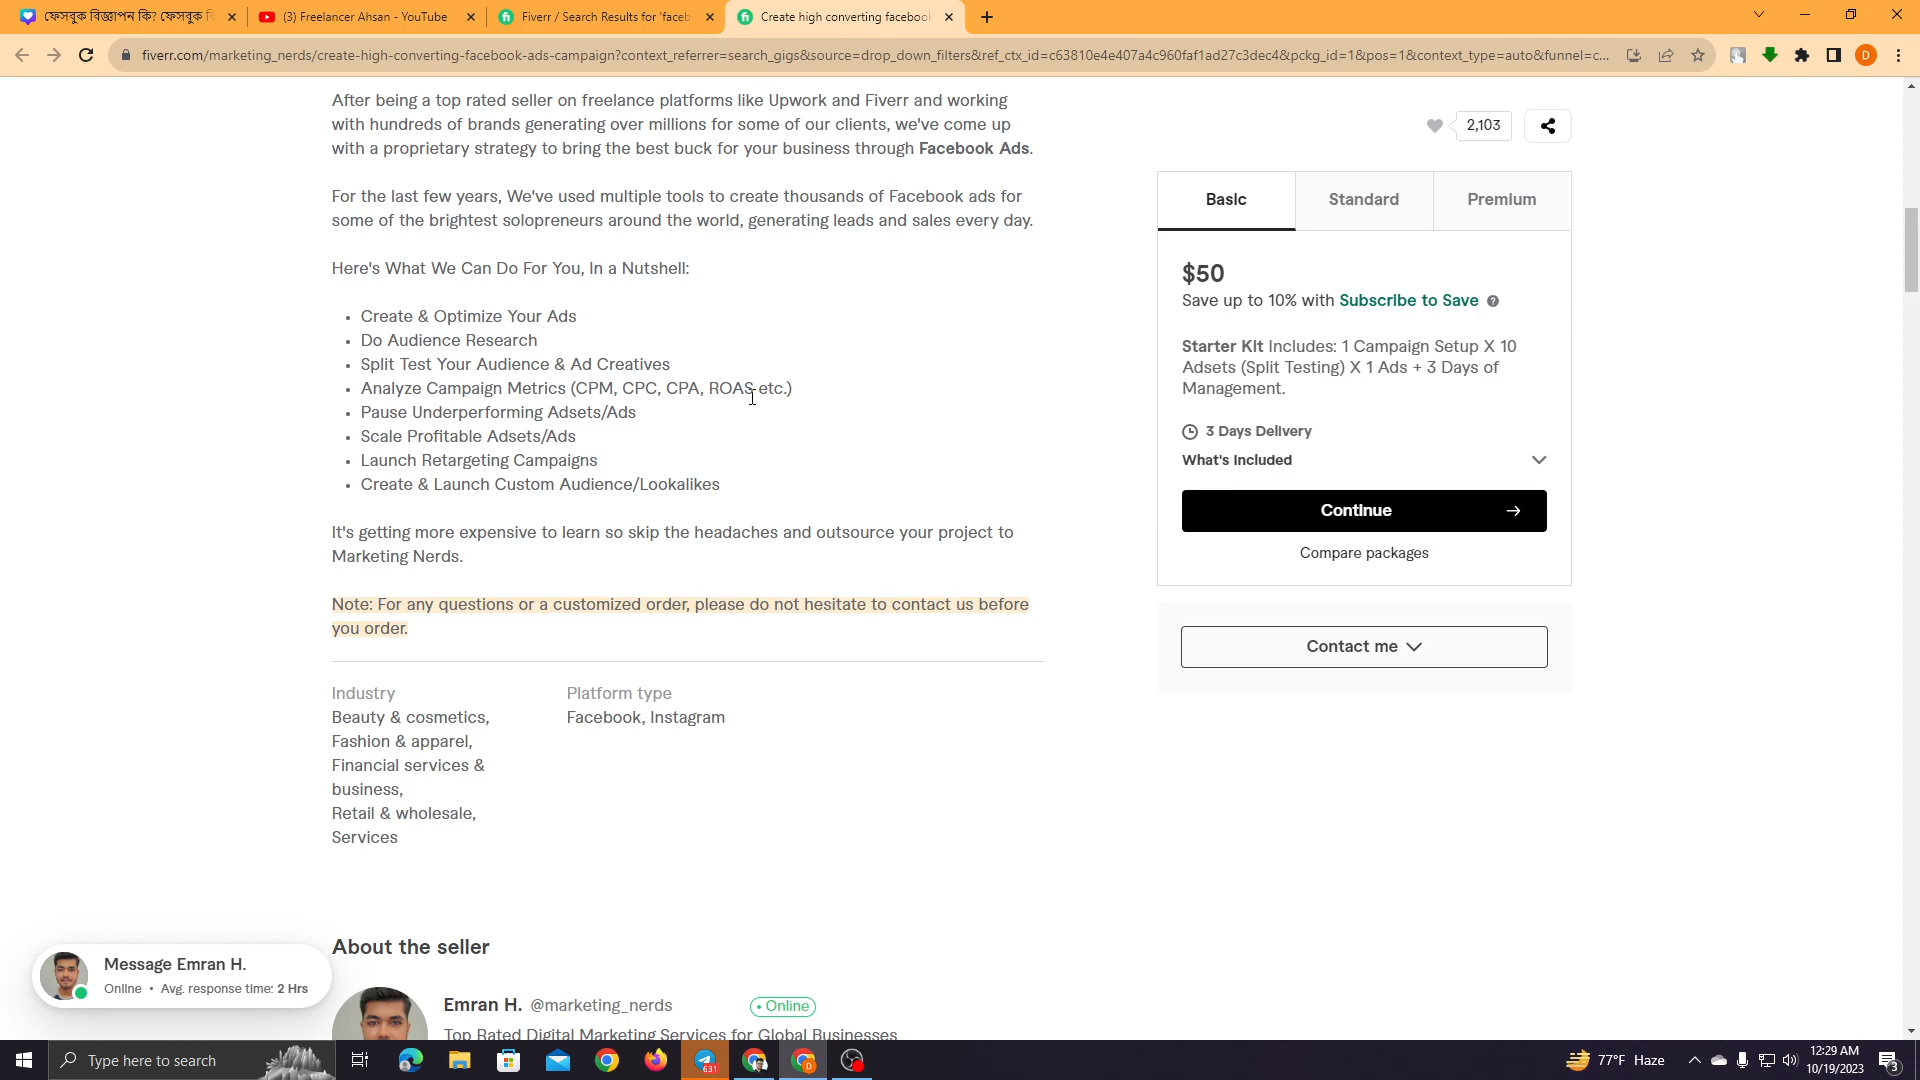 ফেসবুক বিজ্ঞাপন কি? ফেসবুক বি
(3) Freelancer Ahsan - YouTube
Fiverr / Search Results for 'faceb
Create high converting facebook
fiverr.com/marketing_nerds/create-high-converting-facebook-ads-campaign?context_referrer=search_gigs&source=drop_down_filters&ref_ctx_id=c63810e4e407a4c960faf1ad27c3dec4&pckg_id=1&pos=1&context_type=auto&funnel=c...
D
After being a top rated seller on freelance platforms like Upwork and Fiverr and working
with hundreds of brands generating over millions for some of our clients, we've come up
with a proprietary strategy to bring the best buck for your business through Facebook Ads.
For the last few years, We've used multiple tools to create thousands of Facebook ads for
some of the brightest solopreneurs around the world, generating leads and sales every day.
Here's What We Can Do For You, In a Nutshell:
• Create & Optimize Your Ads
• Do Audience Research
• Split Test Your Audience & Ad Creatives
• Analyze Campaign Metrics (CPM, CPC, CPA, ROAS etc.)
• Pause Underperforming Adsets/Ads
• Scale Profitable Adsets/Ads
• Launch Retargeting Campaigns
• Create & Launch Custom Audience/Lookalikes
It's getting more expensive to learn so skip the headaches and outsource your project to
Marketing Nerds.
Note: For any questions or a customized order, please do not hesitate to contact us before
you order.
Industry
Beauty & cosmetics,
Fashion & apparel,
Financial services &
business,
Retail & wholesale,
Services
Platform type
Facebook, Instagram
About the seller
Emran H. @marketing_nerds
• Online
Top Rated Digital Marketing Services for Global Businesses
2,103
Basic
Standard
Premium
$50
Save up to 10% with Subscribe to Save
Starter Kit Includes: 1 Campaign Setup X 10
Adsets (Split Testing) X 1 Ads + 3 Days of
Management.
3 Days Delivery
What's Included
Continue
Compare packages
Contact me
Message Emran H.
Online • Avg. response time: 2 Hrs
Type here to search
631
D
77°F Haze
12:29 AM
10/19/2023
3